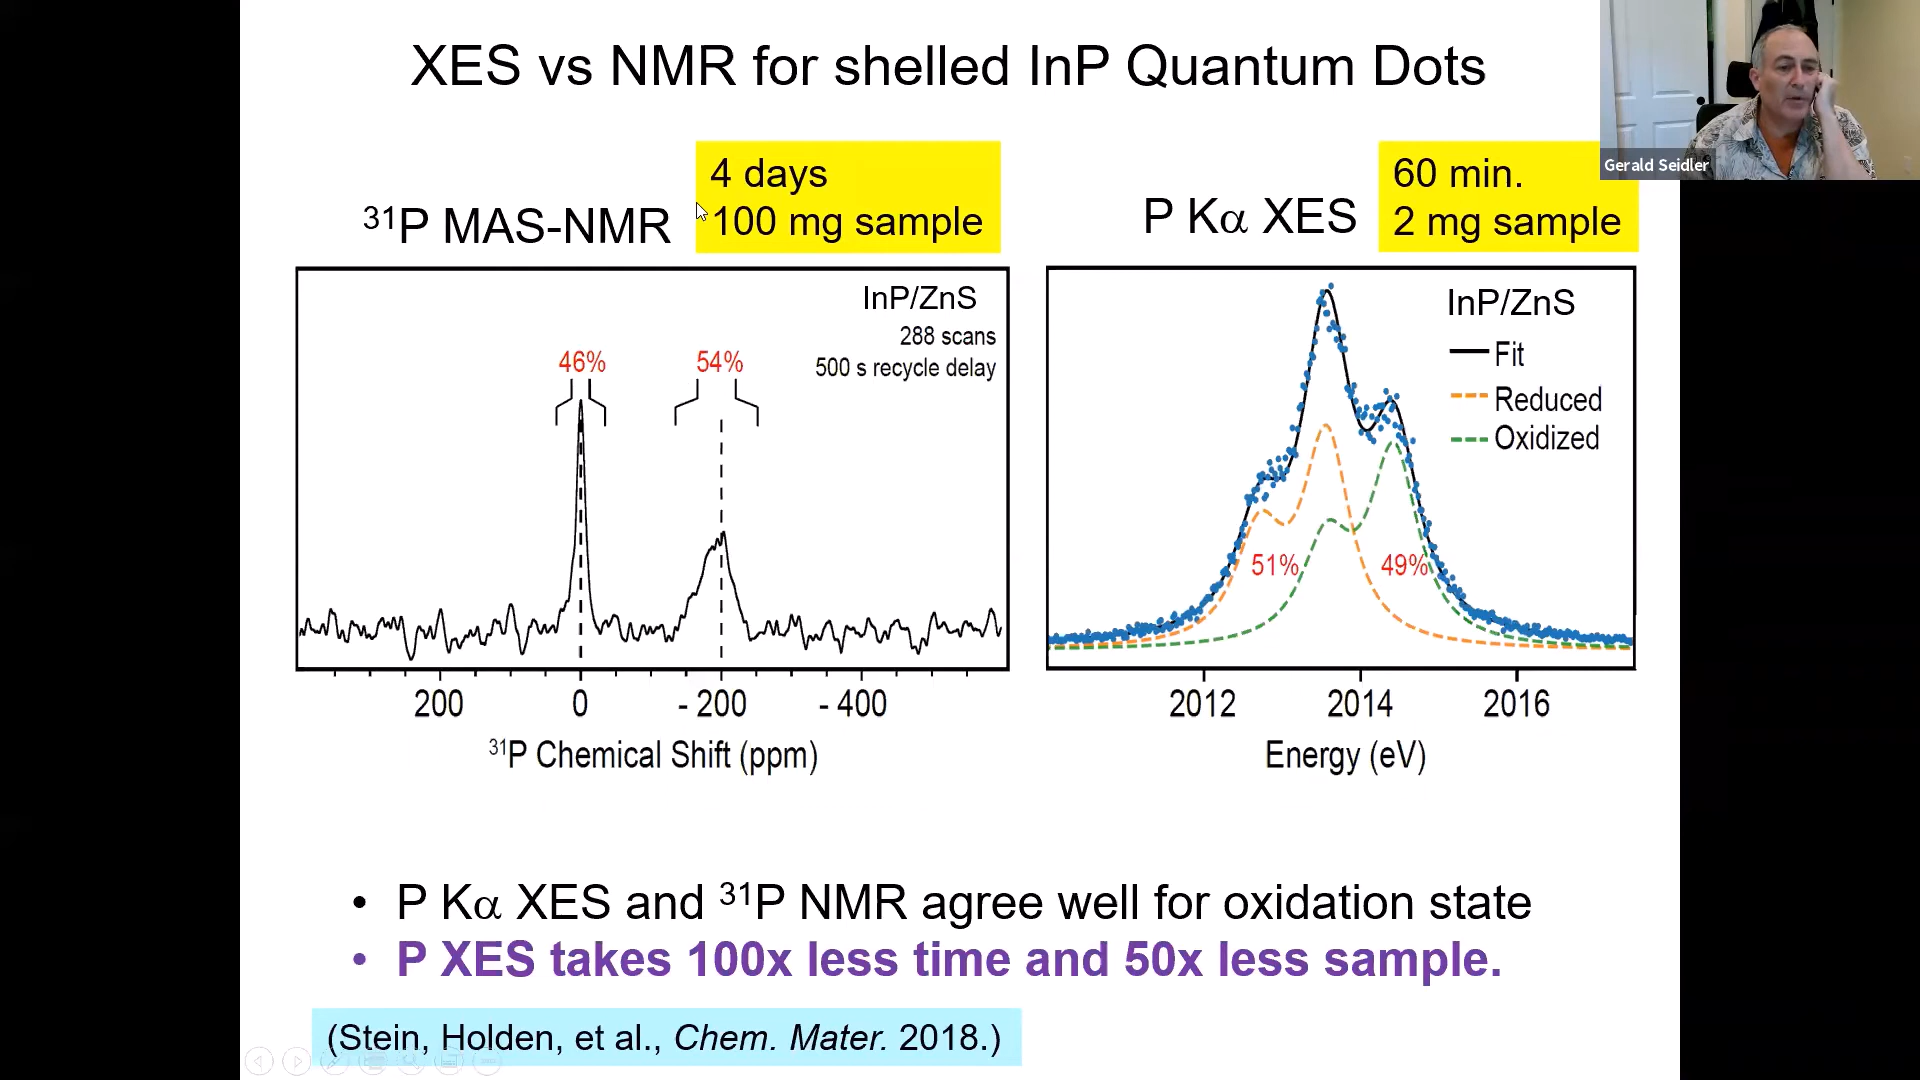 XES vs NMR for shelled InP Quantum Dots
Gerald Seidler
4 days
100 mg sample
³¹P MAS-NMR
60 min.
2 mg sample
P Kα XES
InP/ZnS
288 scans
500 s recycle delay
46%
54%
200
0
- 200
- 400
³¹P Chemical Shift (ppm)
InP/ZnS
Fit
Reduced
Oxidized
51%
49%
2012
2014
2016
Energy (eV)
• P Kα XES and ³¹P NMR agree well for oxidation state
• P XES takes 100x less time and 50x less sample.
(Stein, Holden, et al., Chem. Mater. 2018.)